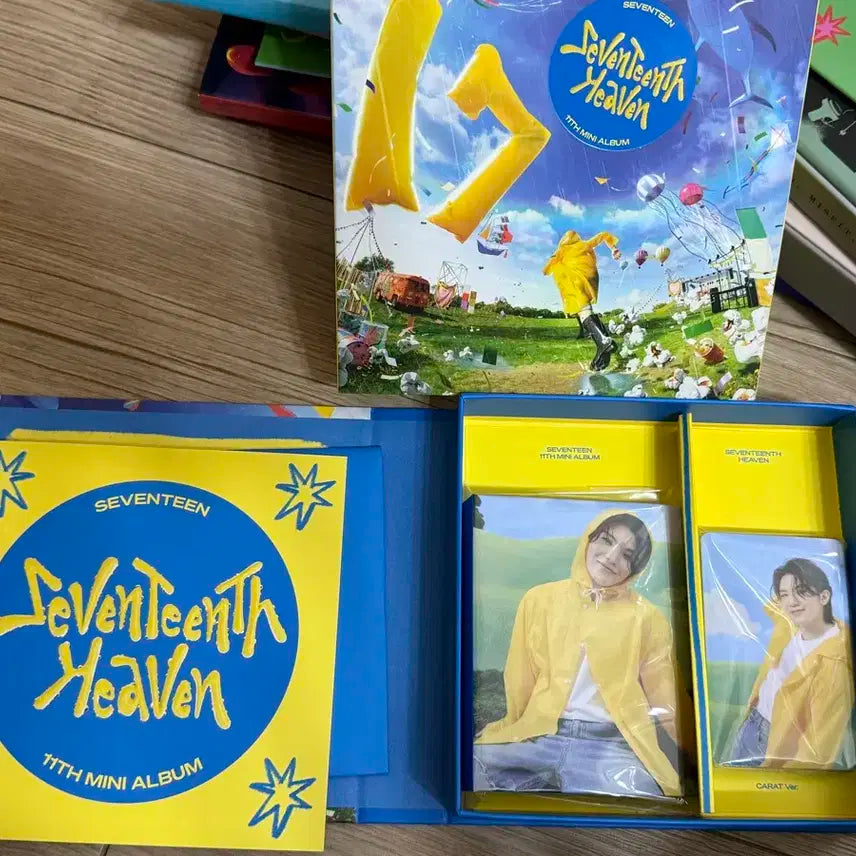 SEVENTEEN
Seventeenth
Heaven
11TH MINI ALBUM
SEVENTEEN
11TH MINI ALBUM
SEVENTEENTH
HEAVEN
SEVENTEEN
Seventeenth
Heaven
11TH MINI ALBUM
CARAT Ver.